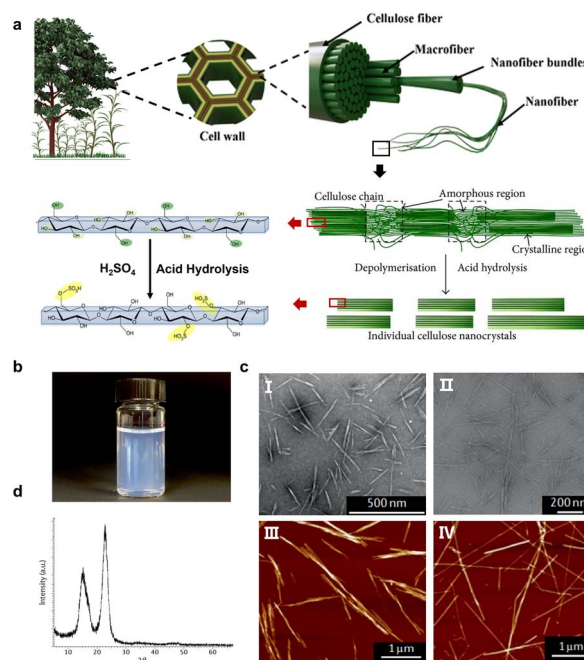 a
Cellulose fiber
Macrofiber
Nanofiber bundles
Nanofiber
Cell wall
Cellulose chain
Amorphous region
Crystalline region
H₂SO₄
Acid Hydrolysis
Depolymerisation
Acid hydrolysis
Individual cellulose nanocrystals
b
c
I
500 nm
II
200 nm
III
1 µm
IV
1 µm
d
Intensity (a.u.)
10
20
30
40
50
60